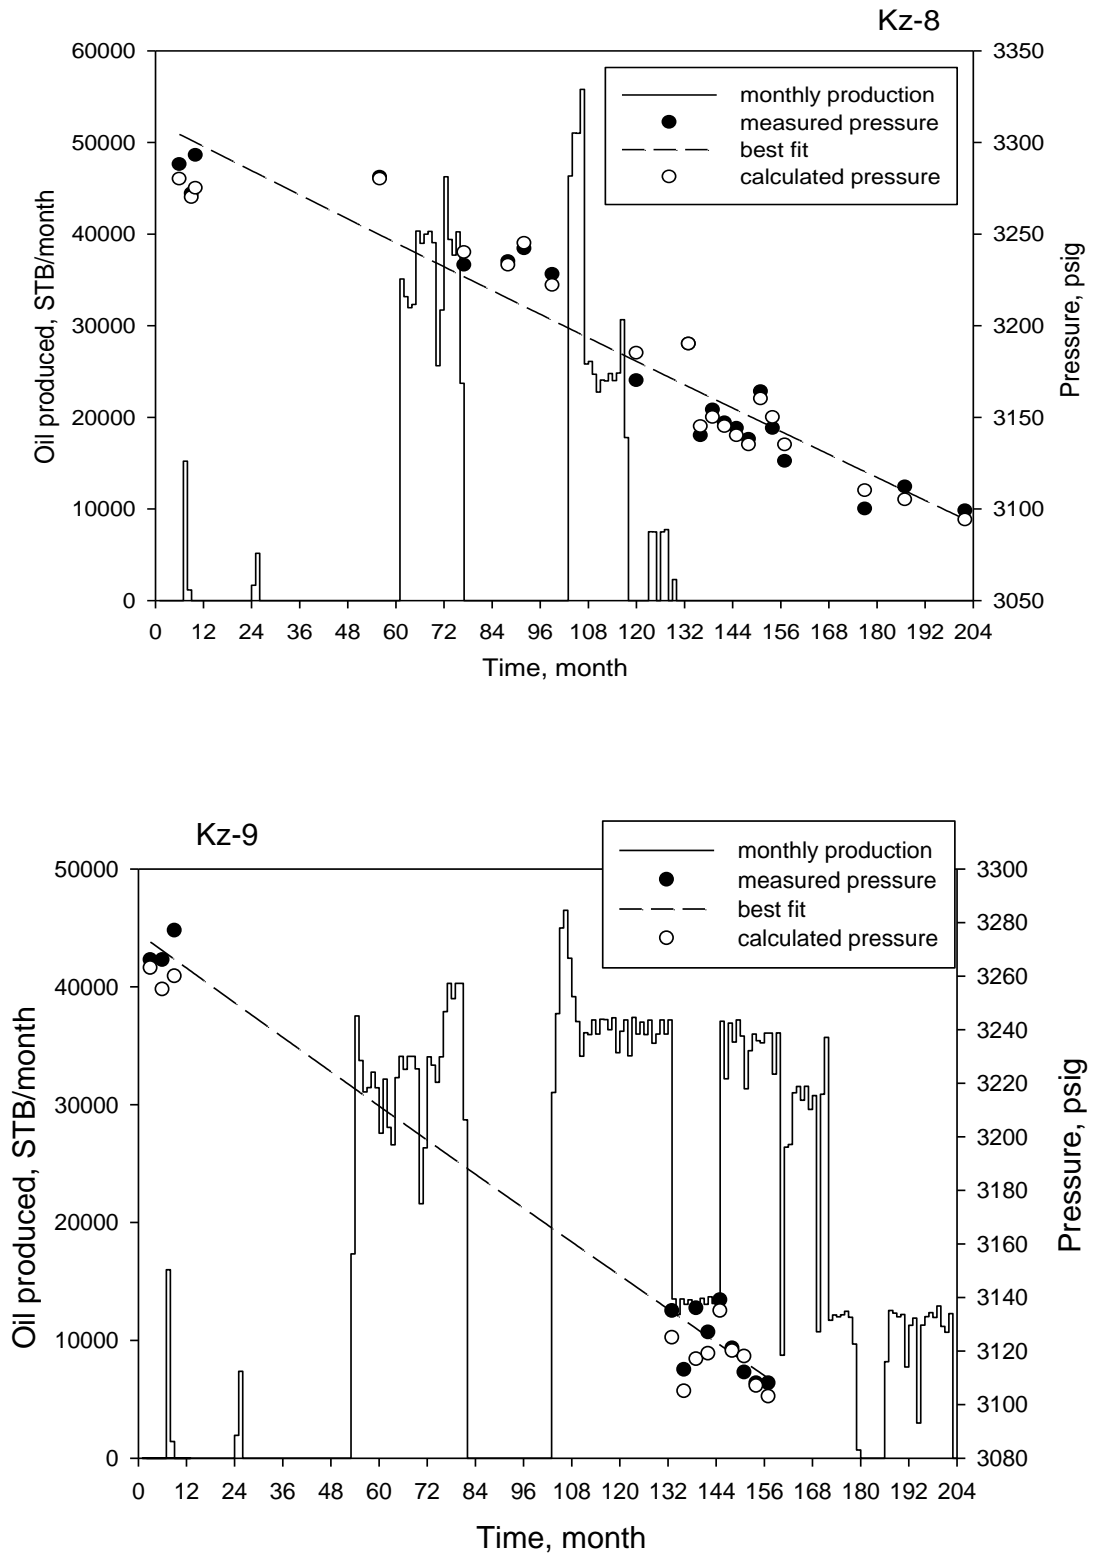 Kz-8
60000 3350
monthly production
measured pressure
best fit
calculated pressure
50000 3300
40000 3250
30000 3200
20000 3150
10000 3100
0 3050
Oil produced, STB/month
Pressure, psig
0 12 24 36 48 60 72 84 96 108 120 132 144 156 168 180 192 204
Time, month
Kz-9
monthly production
measured pressure
best fit
calculated pressure
50000 3300
3280
3260
40000 3240
3220
30000 3200
3180
20000 3160
3140
10000 3120
3100
0 3080
Oil produced, STB/month
Pressure, psig
0 12 24 36 48 60 72 84 96 108 120 132 144 156 168 180 192 204
Time, month